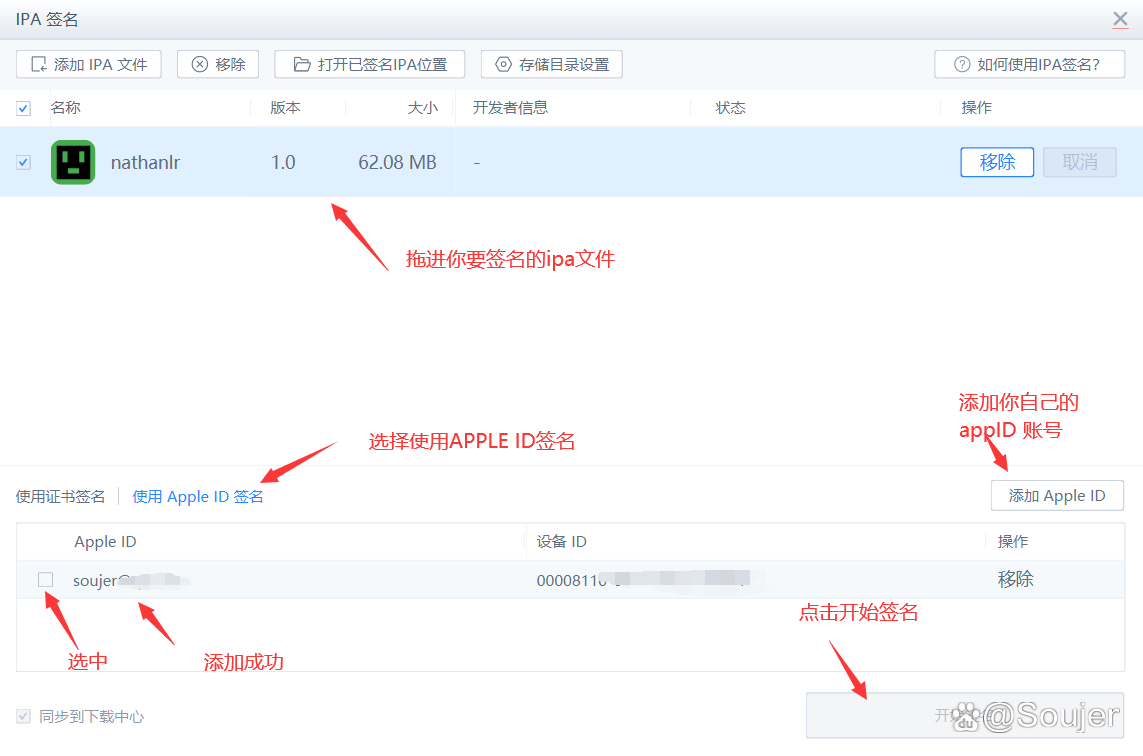 IPA 签名
添加 IPA 文件 移除 打开已签名IPA位置 存储目录设置 如何使用IPA签名?
名称 版本 大小 开发者信息 状态 操作
nathanlr 1.0 62.08 MB - 移除 取消
拖进你要签名的ipa文件
添加你自己的
appID 账号
选择使用APPLE ID签名
使用证书签名 使用 Apple ID 签名 添加 Apple ID
Apple ID 设备 ID 操作
soujer@ 00008110 移除
点击开始签名
选中 添加成功
同步到下载中心 开
Bai du @Soujer